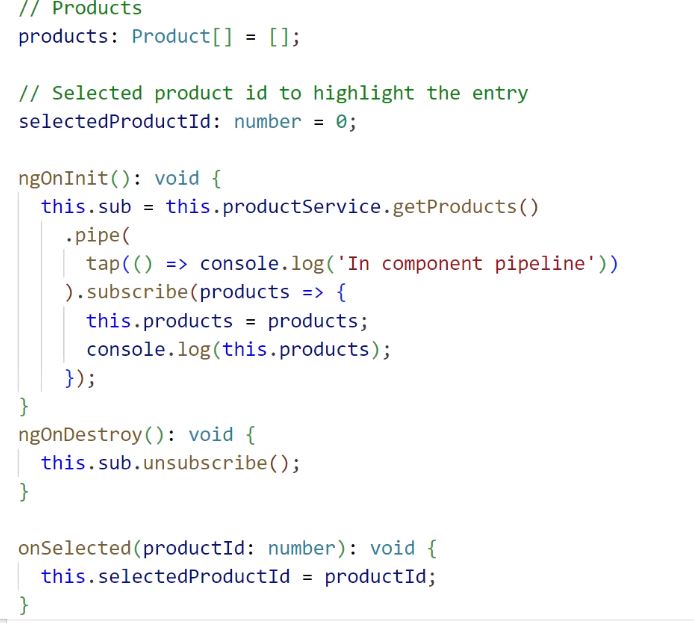 // Products
products: Product[] = [];
// Selected product id to highlight the entry
selectedProductId: number = 0;
ngOnInit(): void {
this.sub = this.productService.getProducts()
.pipe(
tap(() => console.log('In component pipeline'))
).subscribe(products => {
this.products = products;
console.log(this.products);
});
}
ngOnDestroy(): void {
this.sub.unsubscribe();
}
onSelected(productId: number): void {
this.selectedProductId = productId;
}